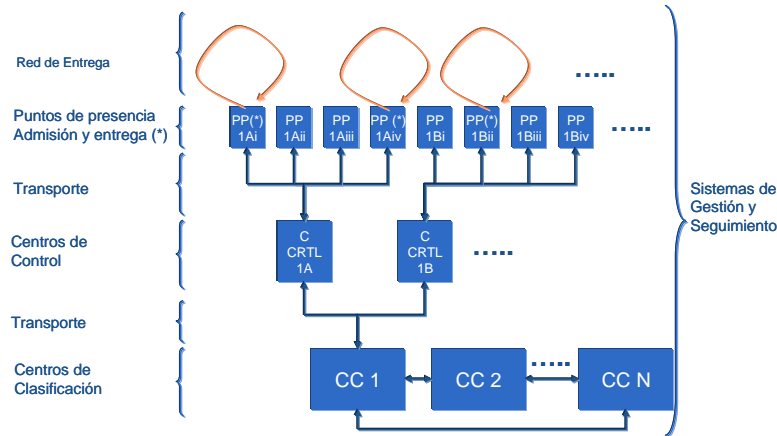 Red de Entrega
Puntos de presencia
Admisión y entrega (*)
PP(*)
1Ai
PP
1Aii
PP
1Aiii
PP (*)
1Aiv
PP
1Bi
PP(*)
1Bii
PP
1Biii
PP
1Biv
Transporte
Sistemas de
Gestión y
Seguimiento
Centros de
Control
C
CRTL
1A
C
CRTL
1B
Transporte
Centros de
Clasificación
CC 1
CC 2
CC N